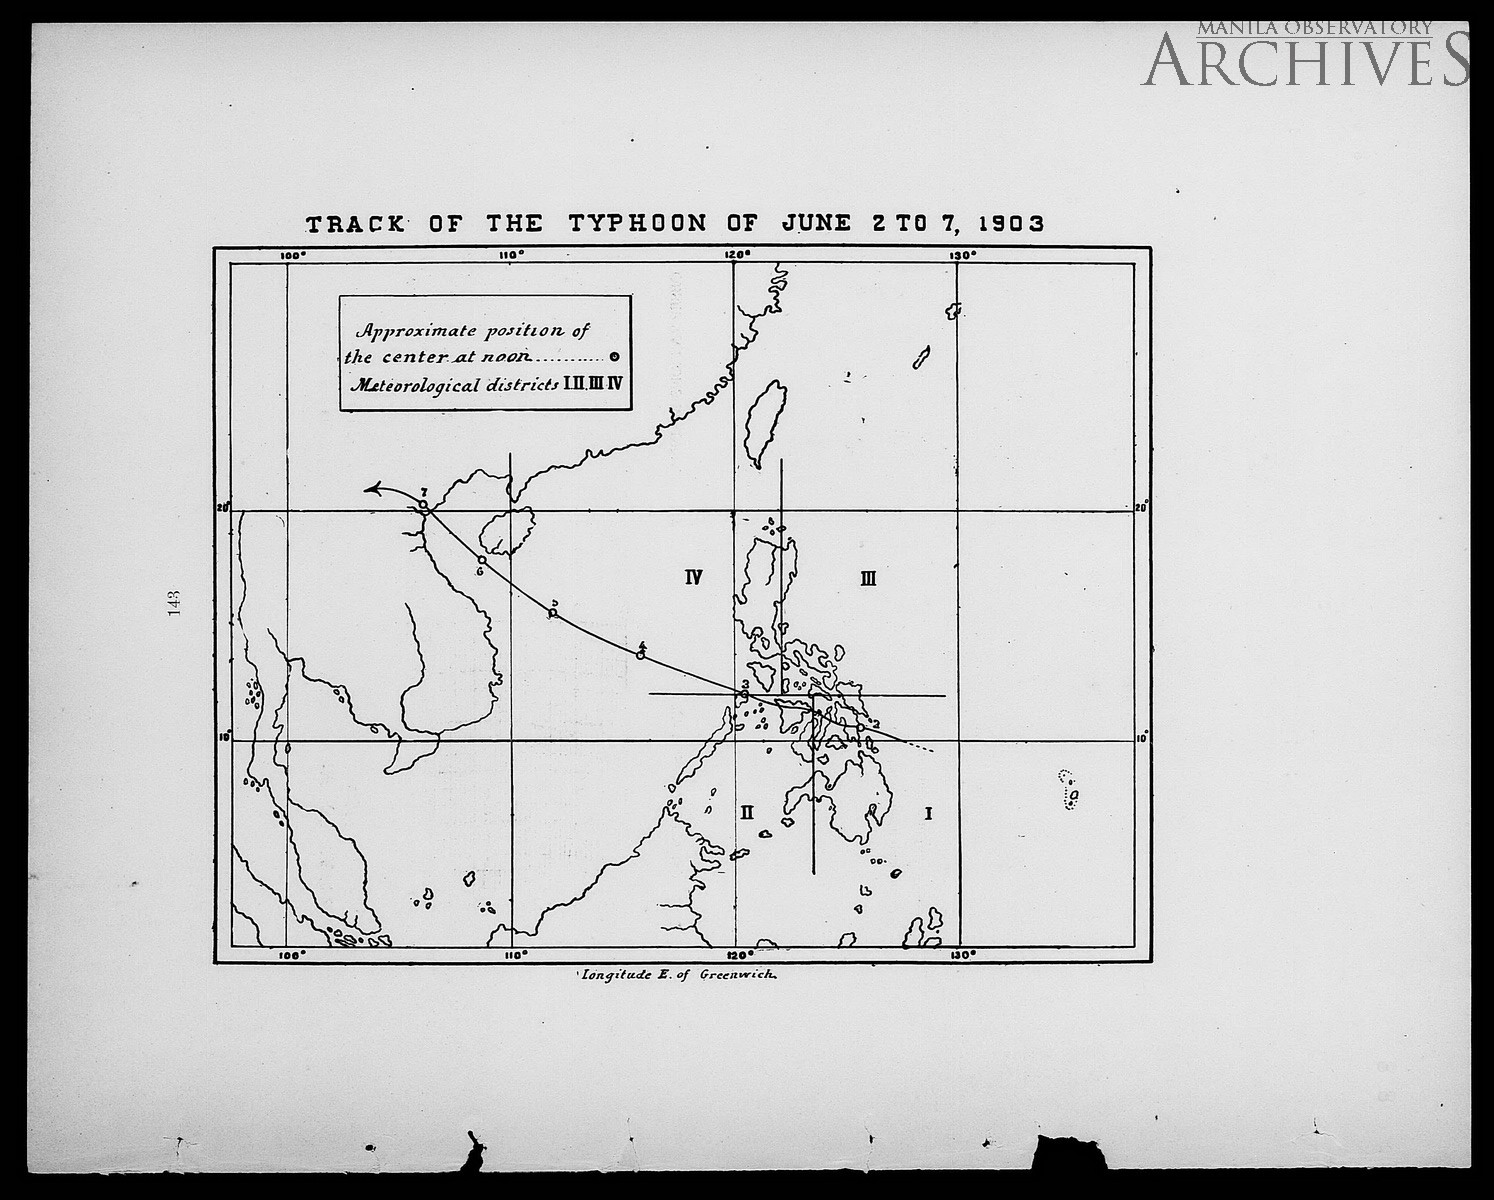 MANILA OBSERVATORY
ARCHIVES
TRACK OF THE TYPHOON OF JUNE 2 TO 7, 1903
100° 110° 120° 130°
Approximate position of
the center at noon............
Meteorological districts I.II.III IV
7
20° 20°
6
IV III
5
143
4
3
2
10° 10°
II I
100° 110° 120° 130°
Longitude E. of Greenwich.